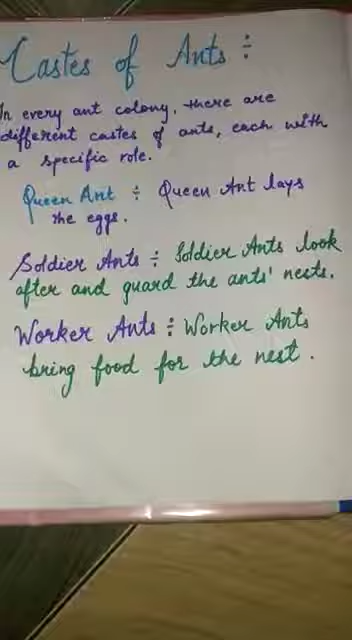 Castes of Ants ÷
In every ant colony, there are
different castes of ants, each with
a specific role.
Queen Ant ÷ Queen Ant lays
the eggs.
Soldier Ants ÷ Soldier Ants look
after and guard the ants' nests.
Worker Ants ÷ Worker Ants
bring food for the nest.